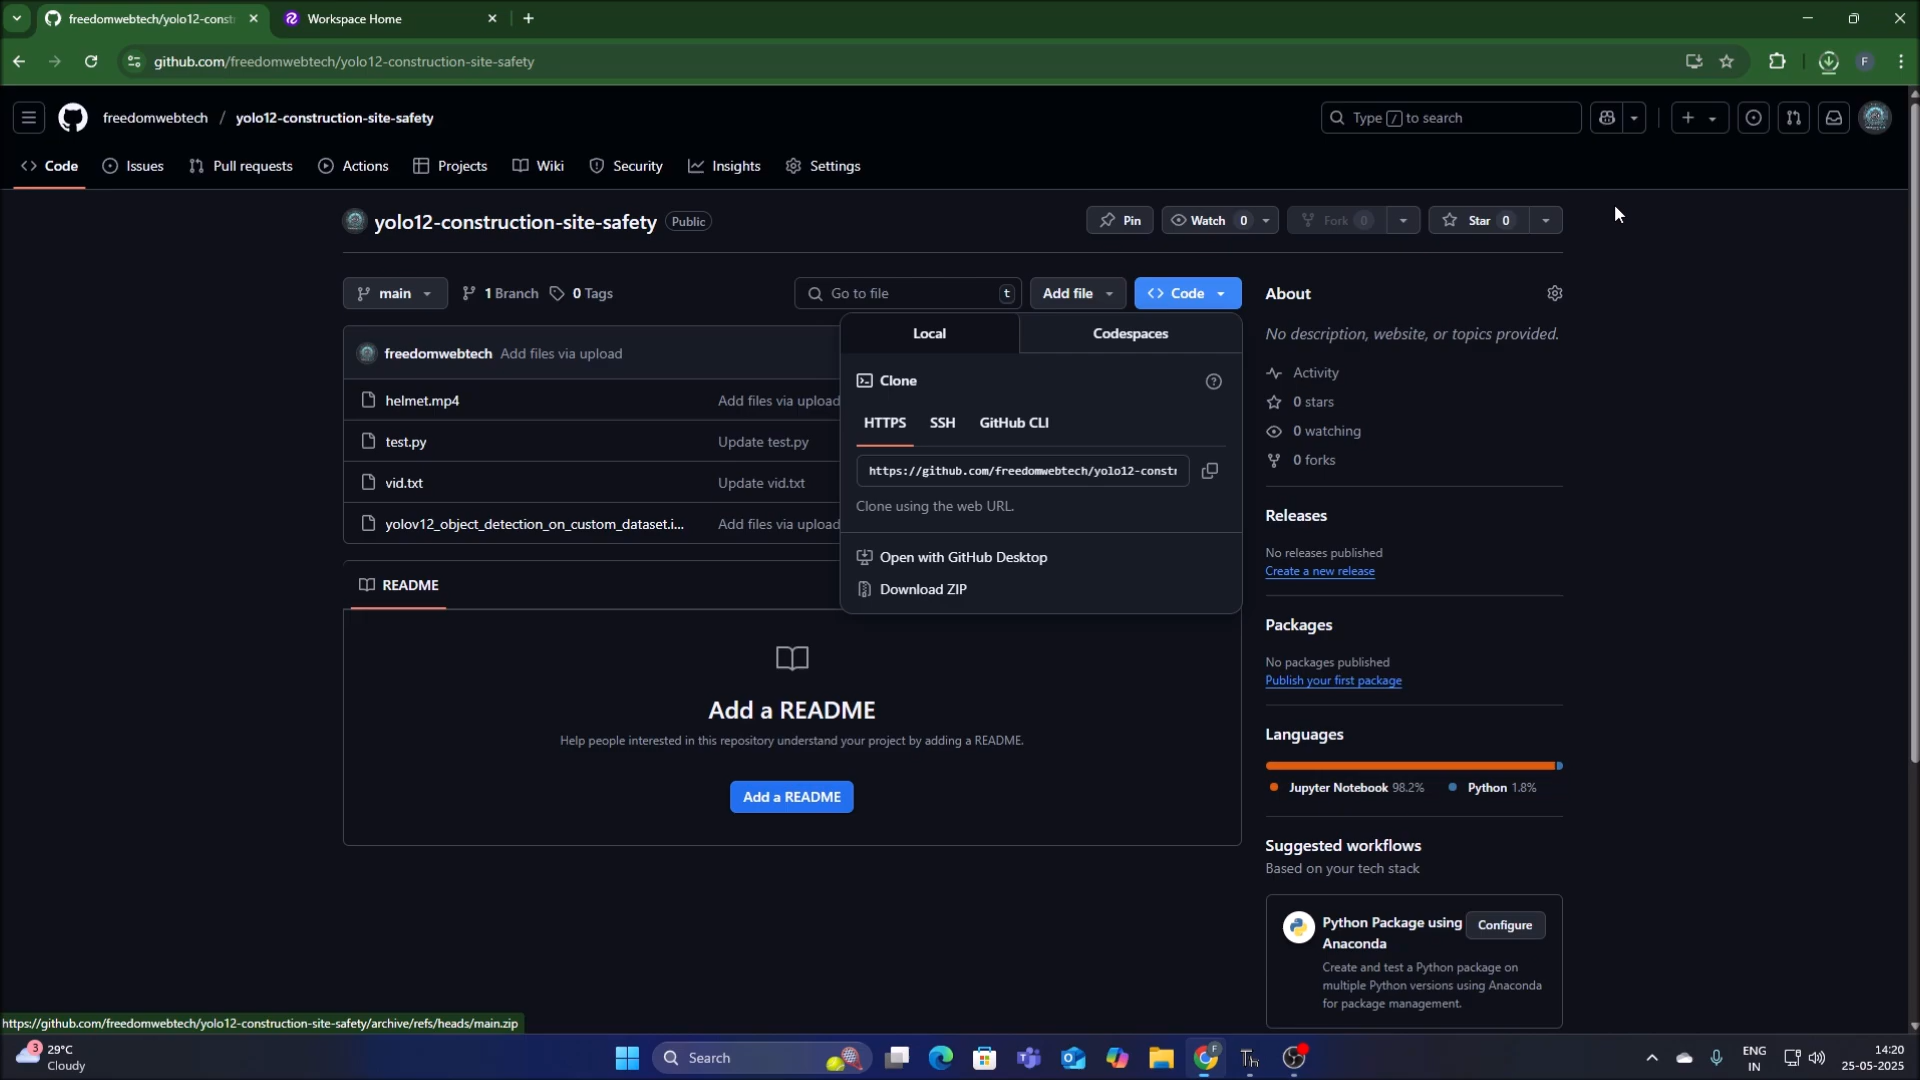 freedomwebtech/yolo12-const
Workspace Home
github.com/freedomwebtech/yolo12-construction-site-safety
F
freedomwebtech / yolo12-construction-site-safety
Type / to search
Code
Issues
Pull requests
Actions
Projects
Wiki
Security
Insights
Settings
yolo12-construction-site-safety Public
Pin
Watch 0
Fork 0
Star 0
main
1 Branch
0 Tags
Go to file t
Add file
<> Code
About
No description, website, or topics provided.
Activity
0 stars
0 watching
0 forks
freedomwebtech Add files via upload
helmet.mp4 Add files via upload
test.py Update test.py
vid.txt Update vid.txt
yolov12_object_detection_on_custom_dataset.i... Add files via upload
Local
Codespaces
Clone
HTTPS
SSH
GitHub CLI
https://github.com/freedomwebtech/yolo12-constr
Clone using the web URL.
Open with GitHub Desktop
Download ZIP
Releases
No releases published
Create a new release
README
Add a README
Help people interested in this repository understand your project by adding a README.
Add a README
Packages
No packages published
Publish your first package
Languages
Jupyter Notebook 98.2%
Python 1.8%
Suggested workflows
Based on your tech stack
Python Package using
Anaconda
Configure
Create and test a Python package on
multiple Python versions using Anaconda
for package management.
https://github.com/freedomwebtech/yolo12-construction-site-safety/archive/refs/heads/main.zip
3
29°C
Cloudy
Search
F
ENG
IN
14:20
25-05-2025